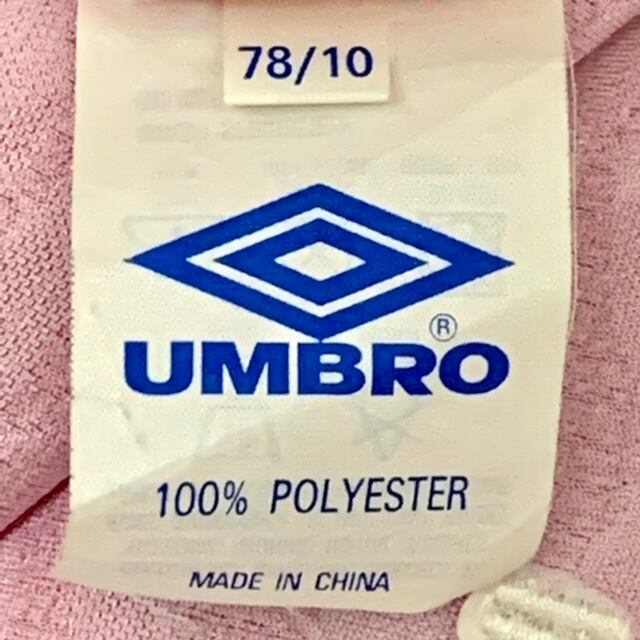 78/10
®
UMBRO
100% POLYESTER
MADE IN CHINA